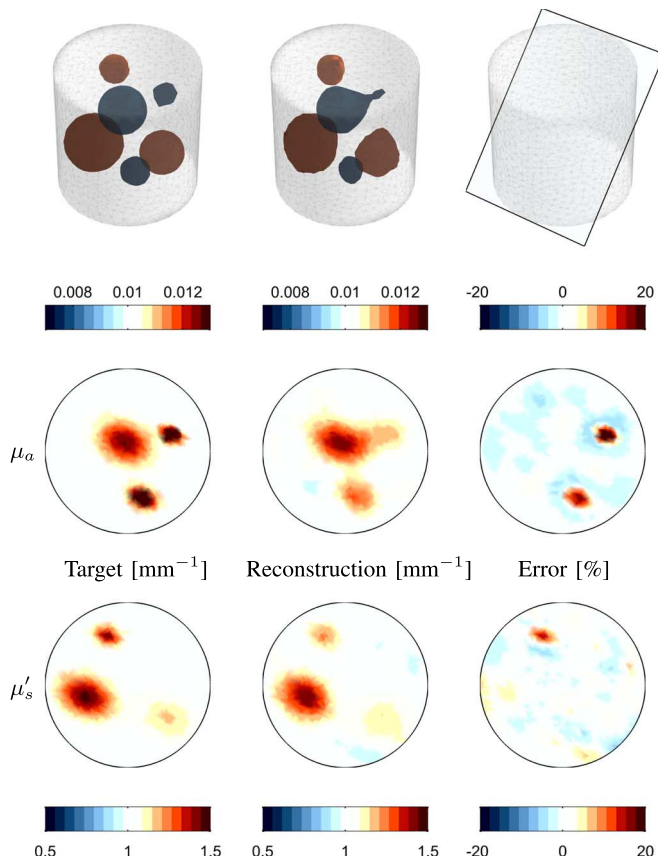 0.008 0.01 0.012 0.008 0.01 0.012 -20 0 20
μₐ
Target [mm⁻¹] Reconstruction [mm⁻¹] Error [%]
μ′ₛ
0.5 1 1.5 0.5 1 1.5 -20 0 20